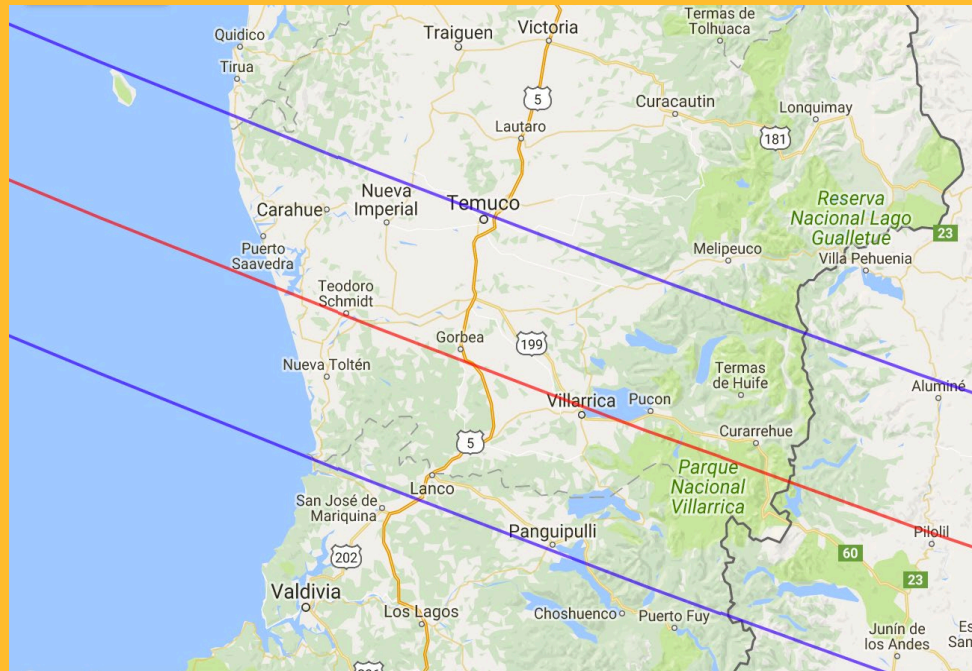 Quidico
Traiguen
Victoria
Termas de
Tolhuaca
Tirua
5
Curacautin
Lonquimay
Lautaro
181
Carahue
Nueva
Imperial
Temuco
Reserva
Nacional Lago
Gualletué
23
Puerto
Saavedra
Melipeuco
Villa Pehuenia
Teodoro
Schmidt
Gorbea
199
Nueva Toltén
Termas
de Huife
Aluminé
Villarrica
Pucon
Curarrehue
5
Lanco
Parque
Nacional
Villarrica
San José de
Mariquina
Panguipulli
Pilolil
202
60
23
Valdivia
Los Lagos
Choshuenco
Puerto Fuy
Junín de
los Andes